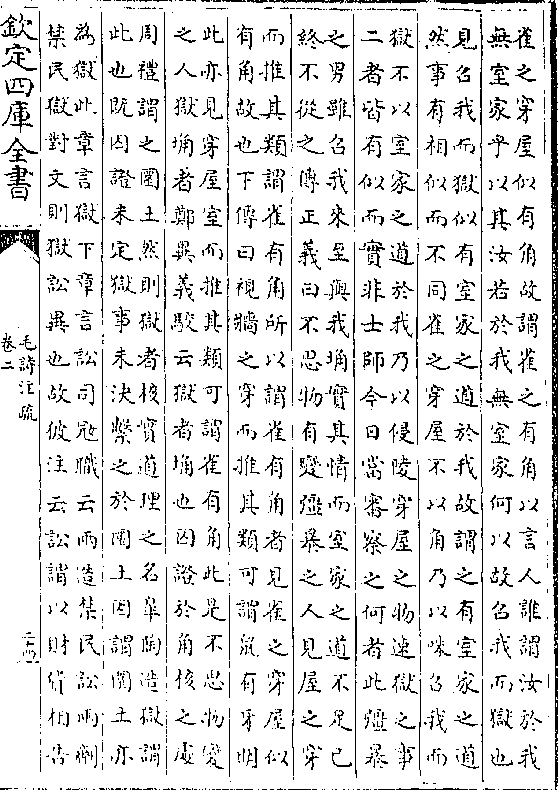 雀之穿屋似有角故謂雀之有角以言人誰謂汝於我
無室家乎以其汝若於我無室家何以故召我而獄也
見召我而獄似有室家之道於我故謂之有室家之道
然事有相似而不同雀之穿屋不以角乃以咮召我而
獄不以室家之道於我乃以侵陵穿屋之物速獄之事
二者皆有似而實非士師今日當審察之何者此彊暴
之男雖召我來至與我埆實其情而室家之道不足已
終不從之傳正義曰不思物有變彊暴之人見屋之穿
而推其類謂雀有角所以謂雀有角者見雀之穿屋似
有角故也下傳曰視牆之穿而推其類可謂鼠有牙明
此亦見穿屋室而推其類可謂雀有角此是不思物變
之人獄埆者鄭異義駮云獄者埆也囚證於角核之處
周禮謂之圜土然則獄者核實道理之名臯陶造獄謂
此也既囚證未定獄事未決繫之於圜土因謂圜土亦
為獄此章言獄下章言訟司冦職云兩造禁民訟兩劑
禁民獄對文則獄訟異也故彼注云訟謂以財貨相告
欽定四庫全書
毛詩注疏
卷二